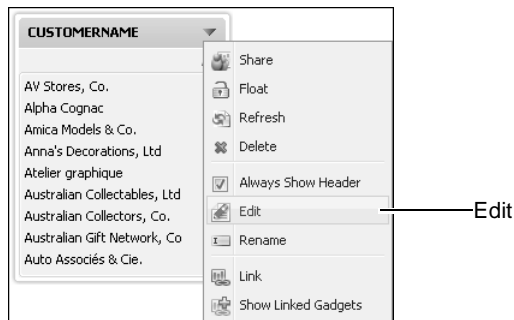 CUSTOMERNAME
AV Stores, Co.
Alpha Cognac
Amica Models & Co.
Anna's Decorations, Ltd
Atelier graphique
Australian Collectables, Ltd
Australian Collectors, Co.
Australian Gift Network, Co
Auto Associés & Cie.
Share
Float
Refresh
Delete
Always Show Header
Edit
Rename
Link
Show Linked Gadgets
Edit